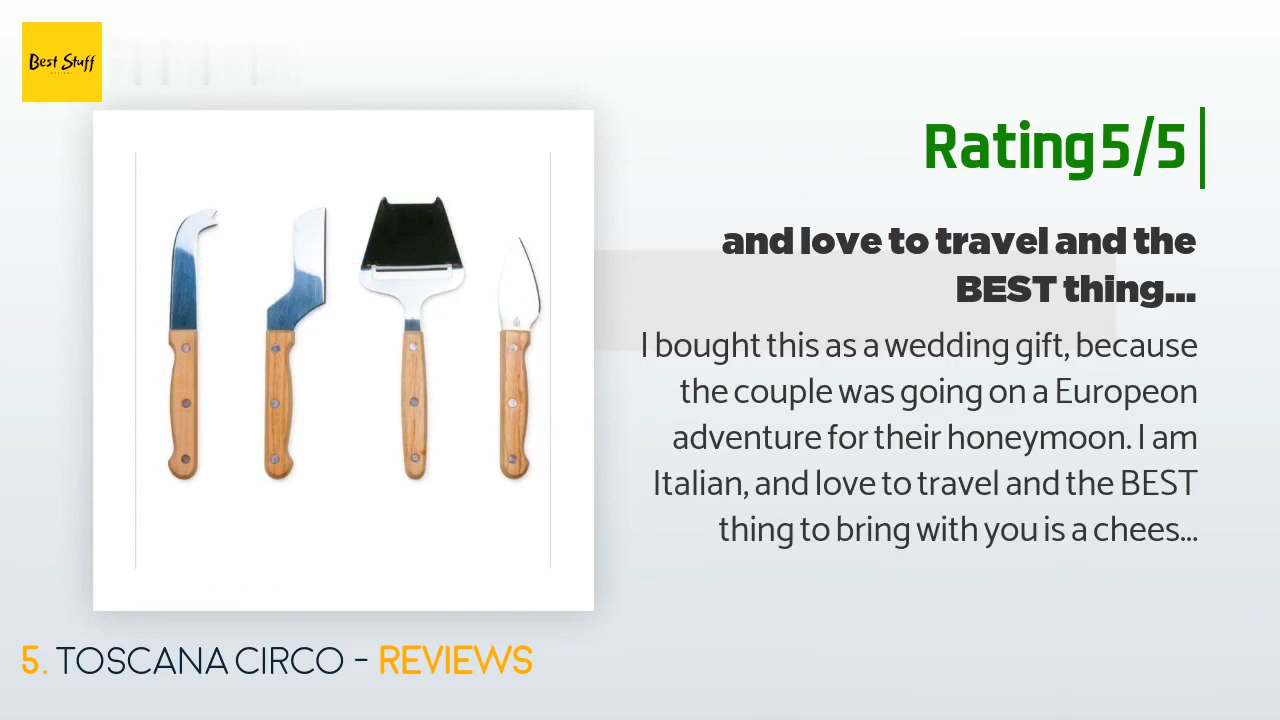 Best Stuff
Rating 5/5
and love to travel and the
BEST thing...
I bought this as a wedding gift, because
the couple was going on a Europeon
adventure for their honeymoon. I am
Italian, and love to travel and the BEST
thing to bring with you is a chees...
5. TOSCANA CIRCO - REVIEWS